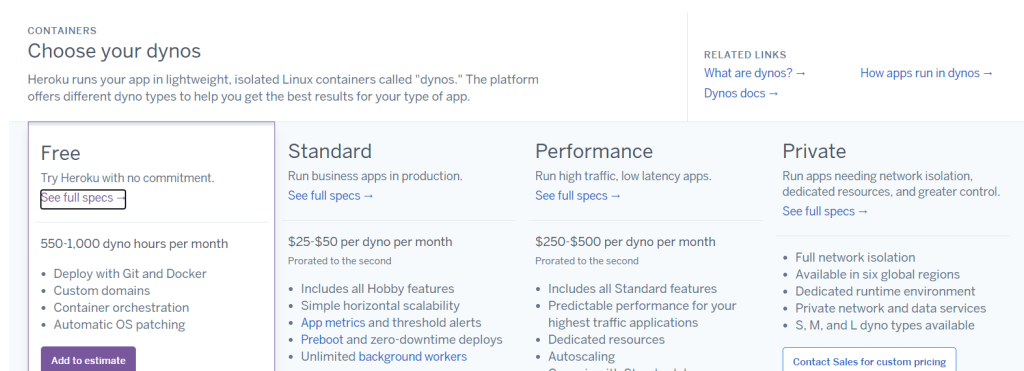 CONTAINERS
Choose your dynos
Heroku runs your app in lightweight, isolated Linux containers called "dynos." The platform
offers different dyno types to help you get the best results for your type of app.
RELATED LINKS
What are dynos? →
How apps run in dynos →
Dynos docs →
Free
Try Heroku with no commitment.
See full specs →
550-1,000 dyno hours per month
• Deploy with Git and Docker
• Custom domains
• Container orchestration
• Automatic OS patching
Add to estimate
Standard
Run business apps in production.
See full specs →
$25-$50 per dyno per month
Prorated to the second
• Includes all Hobby features
• Simple horizontal scalability
• App metrics and threshold alerts
• Preboot and zero-downtime deploys
• Unlimited background workers
Performance
Run high traffic, low latency apps.
See full specs →
$250-$500 per dyno per month
Prorated to the second
• Includes all Standard features
• Predictable performance for your
highest traffic applications
• Dedicated resources
• Autoscaling
Private
Run apps needing network isolation,
dedicated resources, and greater control.
See full specs →
• Full network isolation
• Available in six global regions
• Dedicated runtime environment
• Private network and data services
• S, M, and L dyno types available
Contact Sales for custom pricing